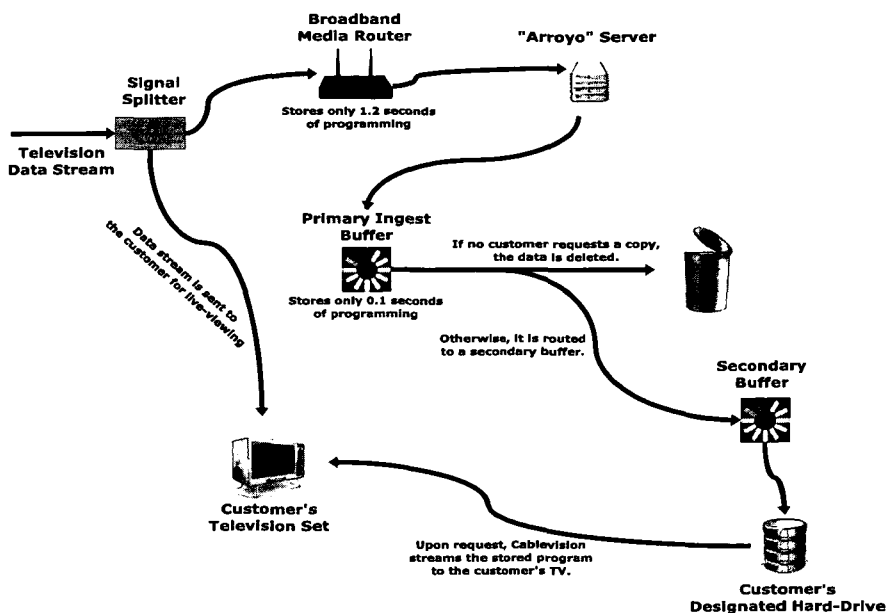 Broadband
Media Router
"Arroyo" Server
Signal
Splitter
Stores only 1.2 seconds
of programming
Television
Data Stream
Primary Ingest
Buffer
If no customer requests a copy,
the data is deleted.
Data stream is sent to
the customer for live-viewing
Stores only 0.1 seconds
of programming
Otherwise, it is routed
to a secondary buffer.
Secondary
Buffer
Customer's
Television Set
Upon request, Cablevision
streams the stored program
to the customer's TV.
Customer's
Designated Hard-Drive